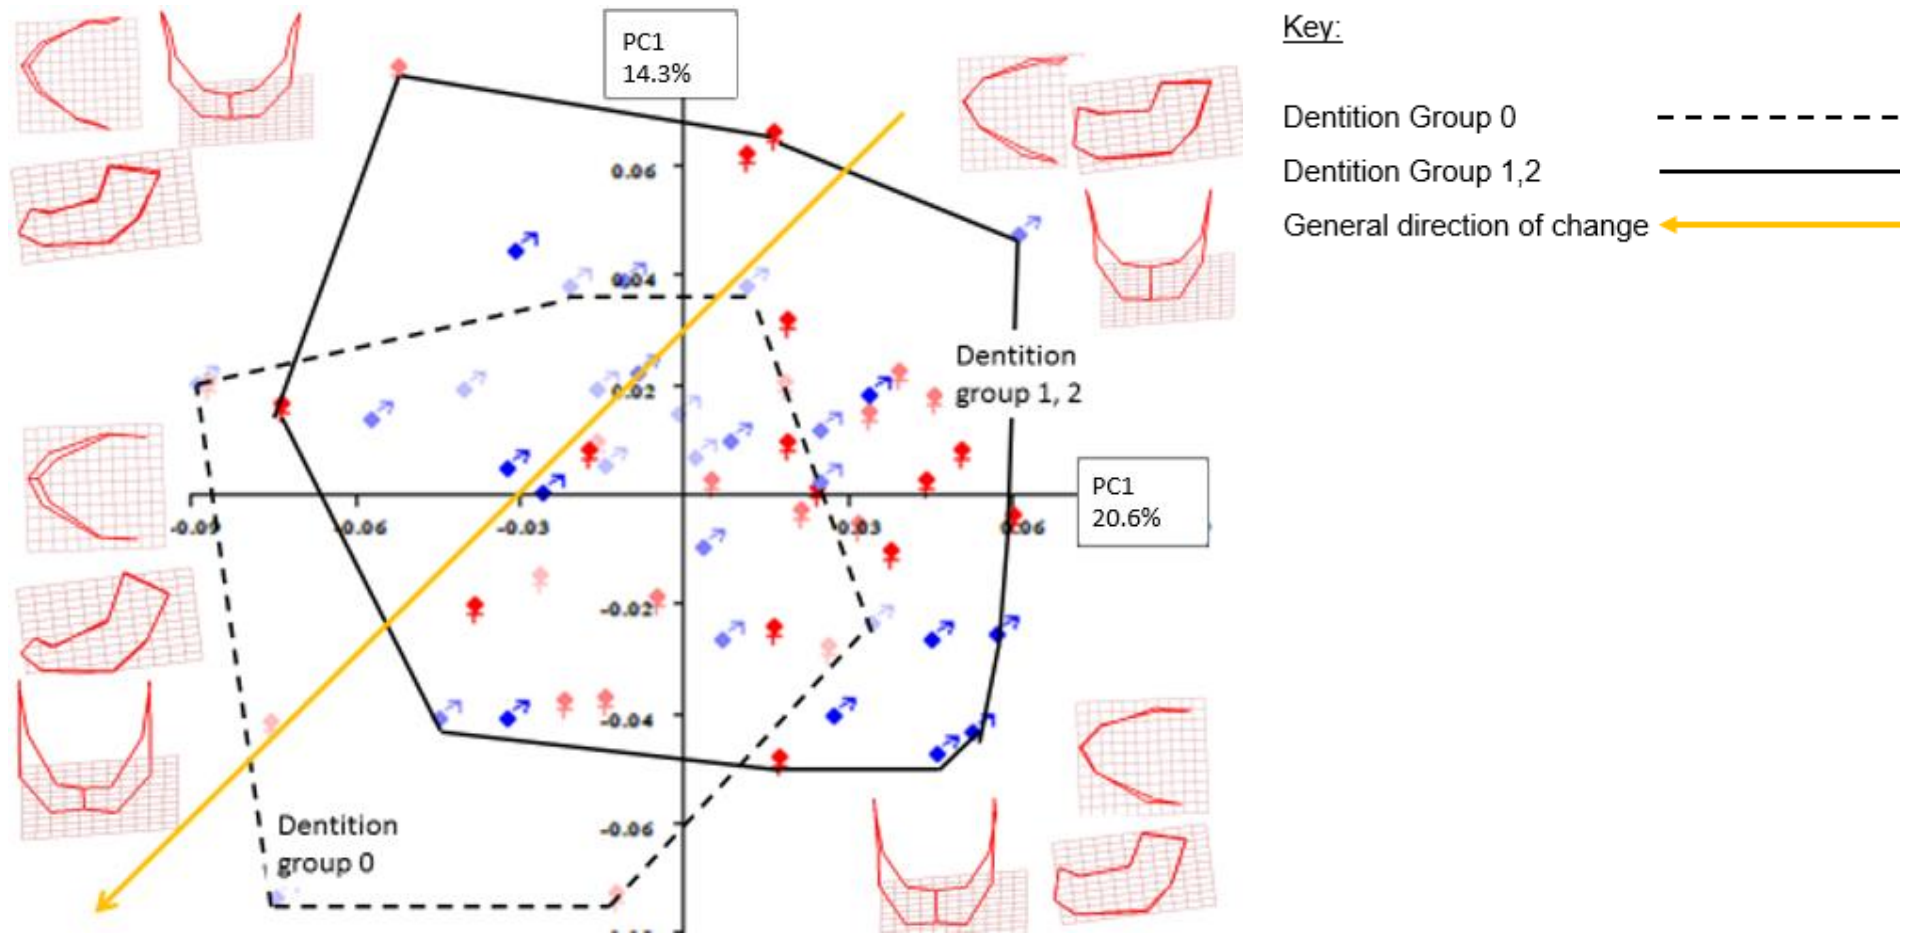 PC1
14.3%
Key:
Dentition Group 0
Dentition Group 1,2
General direction of change
0.06
0.04
0.02
Dentition
group 1, 2
PC1
20.6%
-0.09
-0.06
-0.03
0.03
0.06
-0.02
-0.04
-0.06
Dentition
group 0